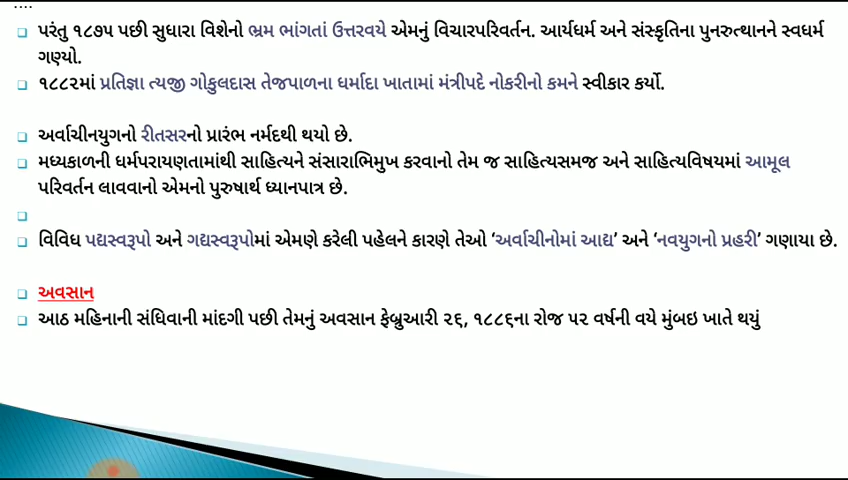 ....
પરંતુ ૧૮૭૫ પછી સુધારા વિશેનો ભ્રમ ભાંગતાં ઉત્તરવયે એમનું વિચારપરિવર્તન. આર્યધર્મ અને સંસ્કૃતિના પુનરુત્થાનને સ્વધર્મ
ગણ્યો.
૧૮૮૨માં પ્રતિજ્ઞા ત્યજી ગોકુલદાસ તેજપાળના ધર્માદા ખાતામાં મંત્રીપદે નોકરીનો કમને સ્વીકાર કર્યો.
અર્વાચીનયુગનો રીતસરનો પ્રારંભ નર્મદથી થયો છે.
મધ્યકાળની ધર્મપરાયણતામાંથી સાહિત્યને સંસારાભિમુખ કરવાનો તેમ જ સાહિત્યસમજ અને સાહિત્યવિષયમાં આમૂલ
પરિવર્તન લાવવાનો એમનો પુરુષાર્થ ધ્યાનપાત્ર છે.
વિવિધ પદ્યસ્વરૂપો અને ગદ્યસ્વરૂપોમાં એમણે કરેલી પહેલને કારણે તેઓ ‘અર્વાચીનોમાં આદ્ય’ અને ‘નવયુગનો પ્રહરી’ ગણાયા છે.
અવસાન
આઠ મહિનાની સંધિવાની માંદગી પછી તેમનું અવસાન ફેબ્રુઆરી ૨૬, ૧૮૮૬ના રોજ ૫૨ વર્ષની વયે મુંબઇ ખાતે થયું